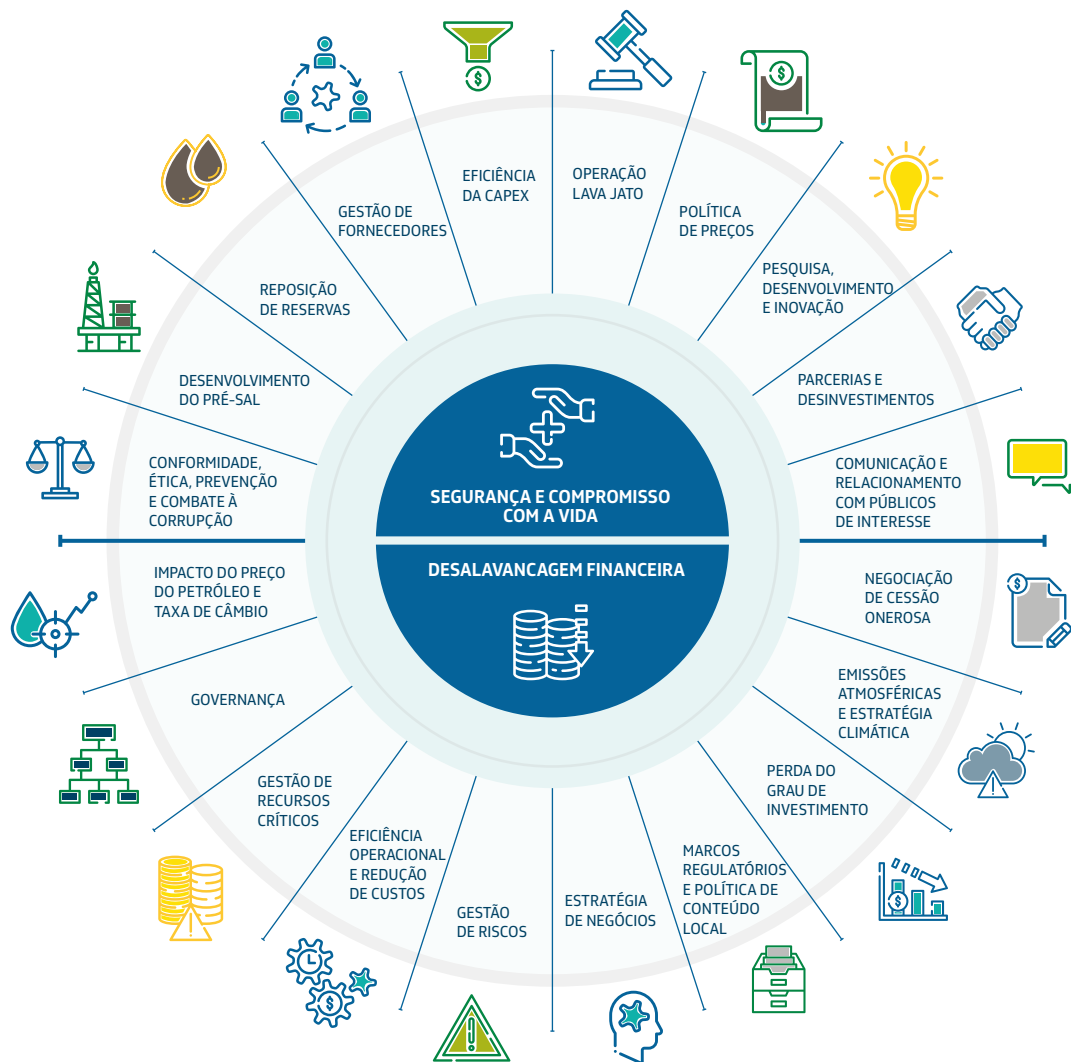 EFICIÊNCIA
DA CAPEX
OPERAÇÃO
LAVA JATO
POLÍTICA
DE PREÇOS
PESQUISA,
DESENVOLVIMENTO
E INOVAÇÃO
PARCERIAS E
DESINVESTIMENTOS
COMUNICAÇÃO E
RELACIONAMENTO
COM PÚBLICOS
DE INTERESSE
NEGOCIAÇÃO
DE CESSÃO
ONEROSA
EMISSÕES
ATMOSFÉRICAS
E ESTRATÉGIA
CLIMÁTICA
PERDA DO
GRAU DE
INVESTIMENTO
MARCOS
REGULATÓRIOS
E POLÍTICA DE
CONTEÚDO
LOCAL
ESTRATÉGIA
DE NEGÓCIOS
GESTÃO
DE RISCOS
EFICIÊNCIA
OPERACIONAL
E REDUÇÃO
DE CUSTOS
GESTÃO DE
RECURSOS
CRÍTICOS
GOVERNANÇA
IMPACTO DO PREÇO
DO PETRÓLEO E
TAXA DE CÂMBIO
CONFORMIDADE,
ÉTICA, PREVENÇÃO
E COMBATE À
CORRUPÇÃO
DESENVOLVIMENTO
DO PRÉ-SAL
REPOSIÇÃO
DE RESERVAS
GESTÃO DE
FORNECEDORES
SEGURANÇA E COMPROMISSO
COM A VIDA
DESALAVANCAGEM FINANCEIRA